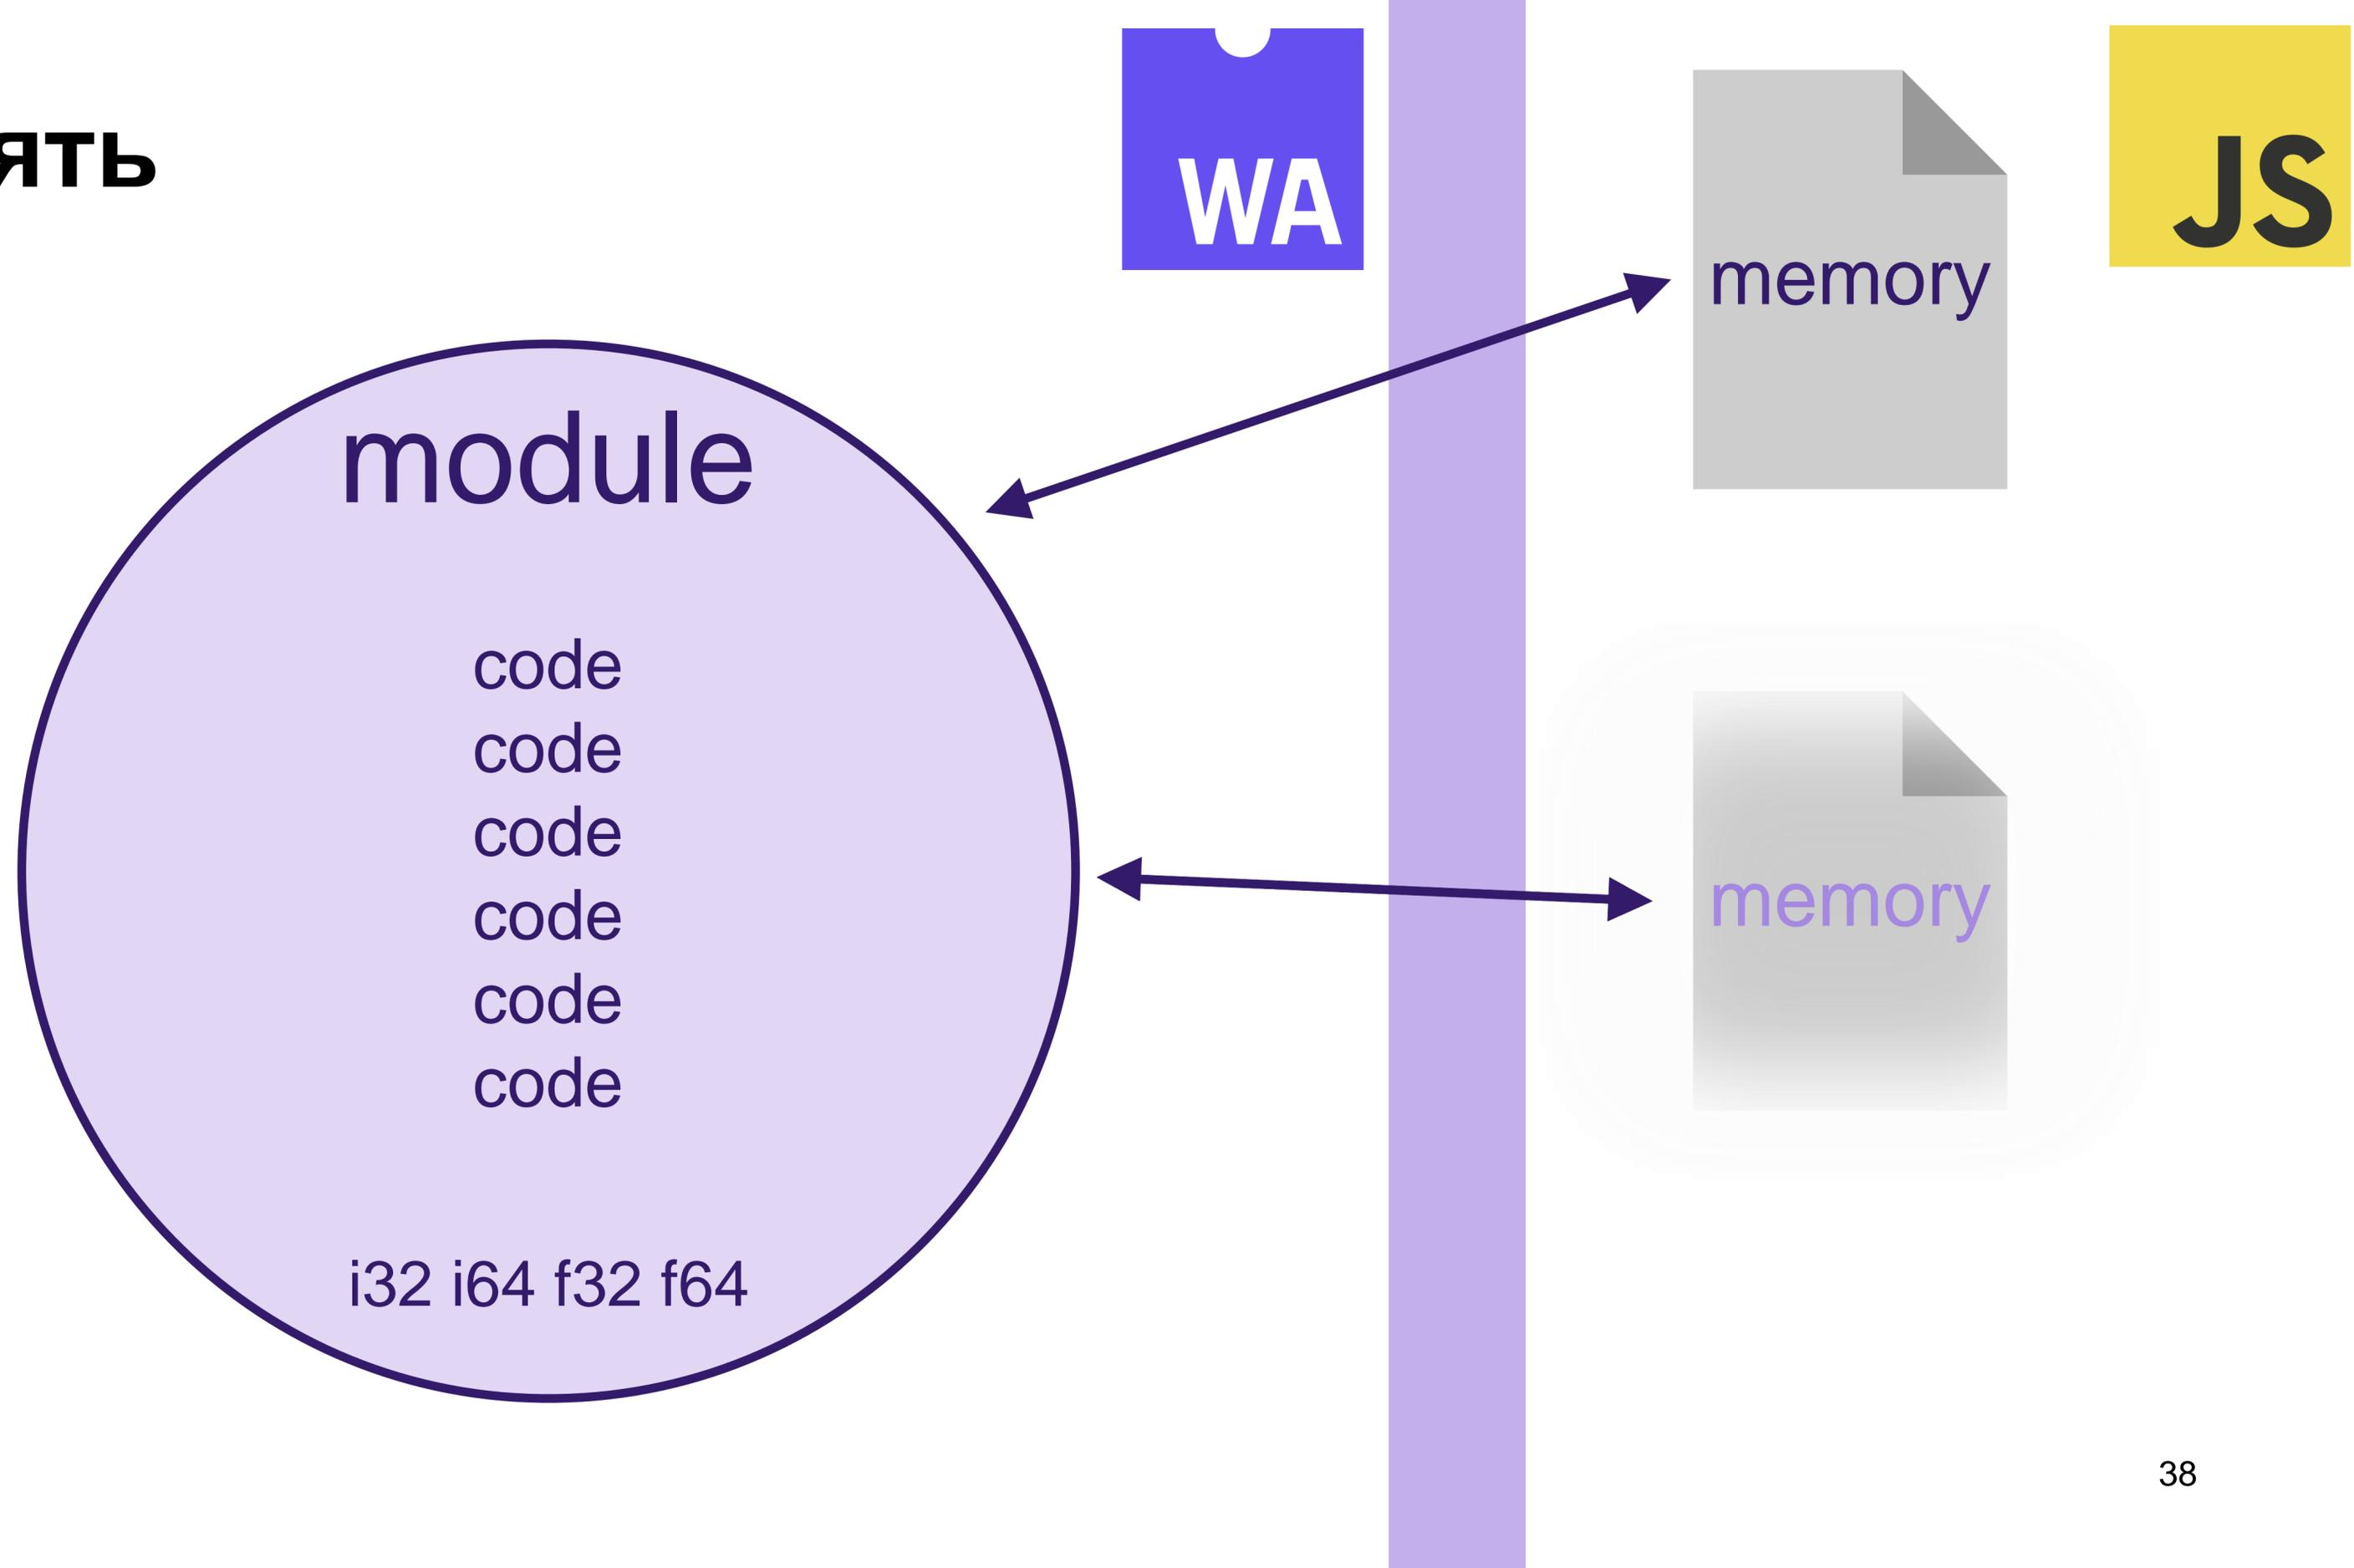 ять
WA
JS
memory
module
code
code
code
code
code
code
memory
i32 i64 f32 f64
38